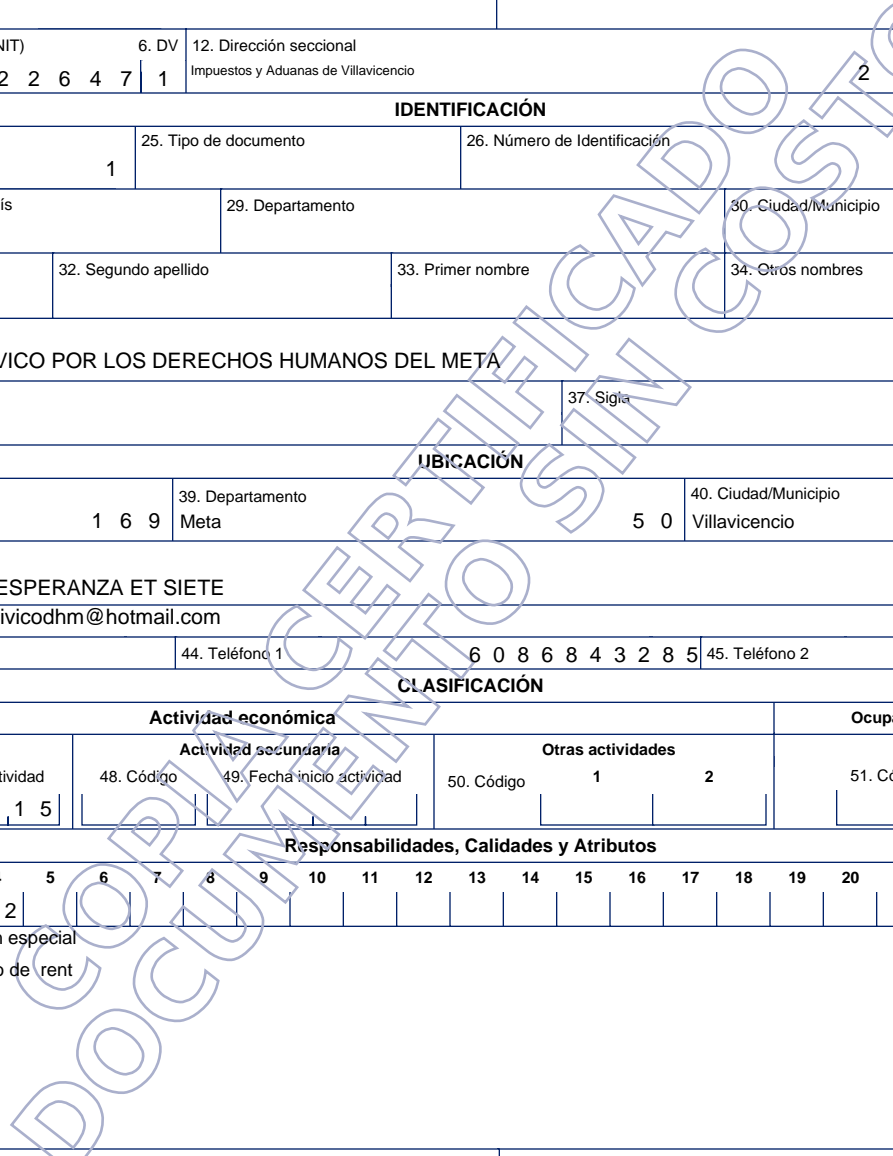 NIT) 6. DV 12. Dirección seccional
2 2 6 4 7 1 Impuestos y Aduanas de Villavicencio 2
IDENTIFICACIÓN
25. Tipo de documento 26. Número de Identificación
1
ís 29. Departamento 30. Ciudad/Municipio
32. Segundo apellido 33. Primer nombre 34. Otros nombres
VICO POR LOS DERECHOS HUMANOS DEL META
37. Sigla
UBICACIÓN
39. Departamento 40. Ciudad/Municipio
1 6 9 Meta 5 0 Villavicencio
ESPERANZA ET SIETE
ivicodhm@hotmail.com
44. Teléfono 1 6 0 8 6 8 4 3 2 8 5 45. Teléfono 2
CLASIFICACIÓN
Actividad económica Ocupa
Actividad secundaria Otras actividades
tividad 48. Código 49. Fecha inicio actividad 50. Código 1 2 51. Có
1 5
Responsabilidades, Calidades y Atributos
5 6 7 8 9 10 11 12 13 14 15 16 17 18 19 20
2
n especial
o de rent
COPIA CERTIFICADO
DOCUMENTO SIN COSTO